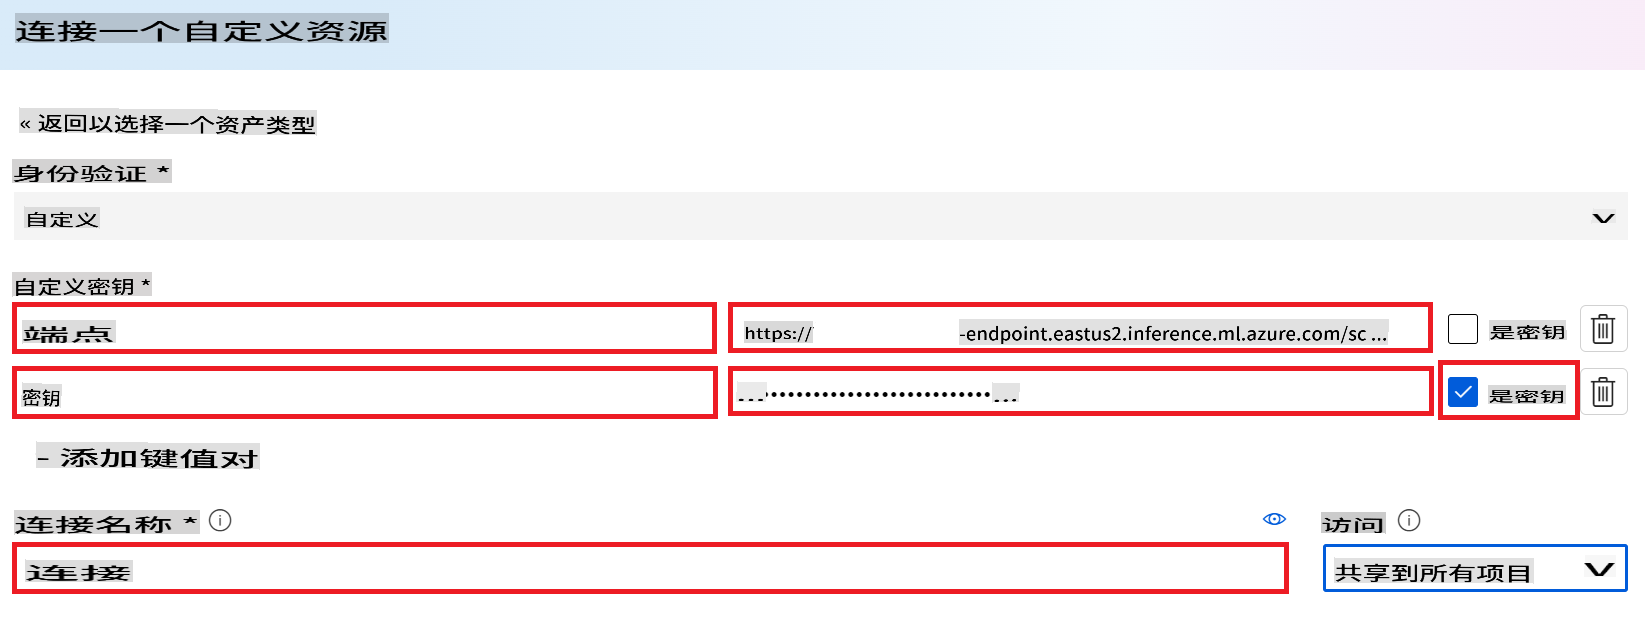 连接一个自定义资源
« 返回以选择一个资产类型
身份验证 *
自定义
自定义密钥 *
端点 https:// -endpoint.eastus2.inference.ml.azure.com/sc ... 是密钥
密钥 ...••••••••••••••••••••••••••••... 是密钥
- 添加键值对
连接名称 * 访问
连接 共享到所有项目